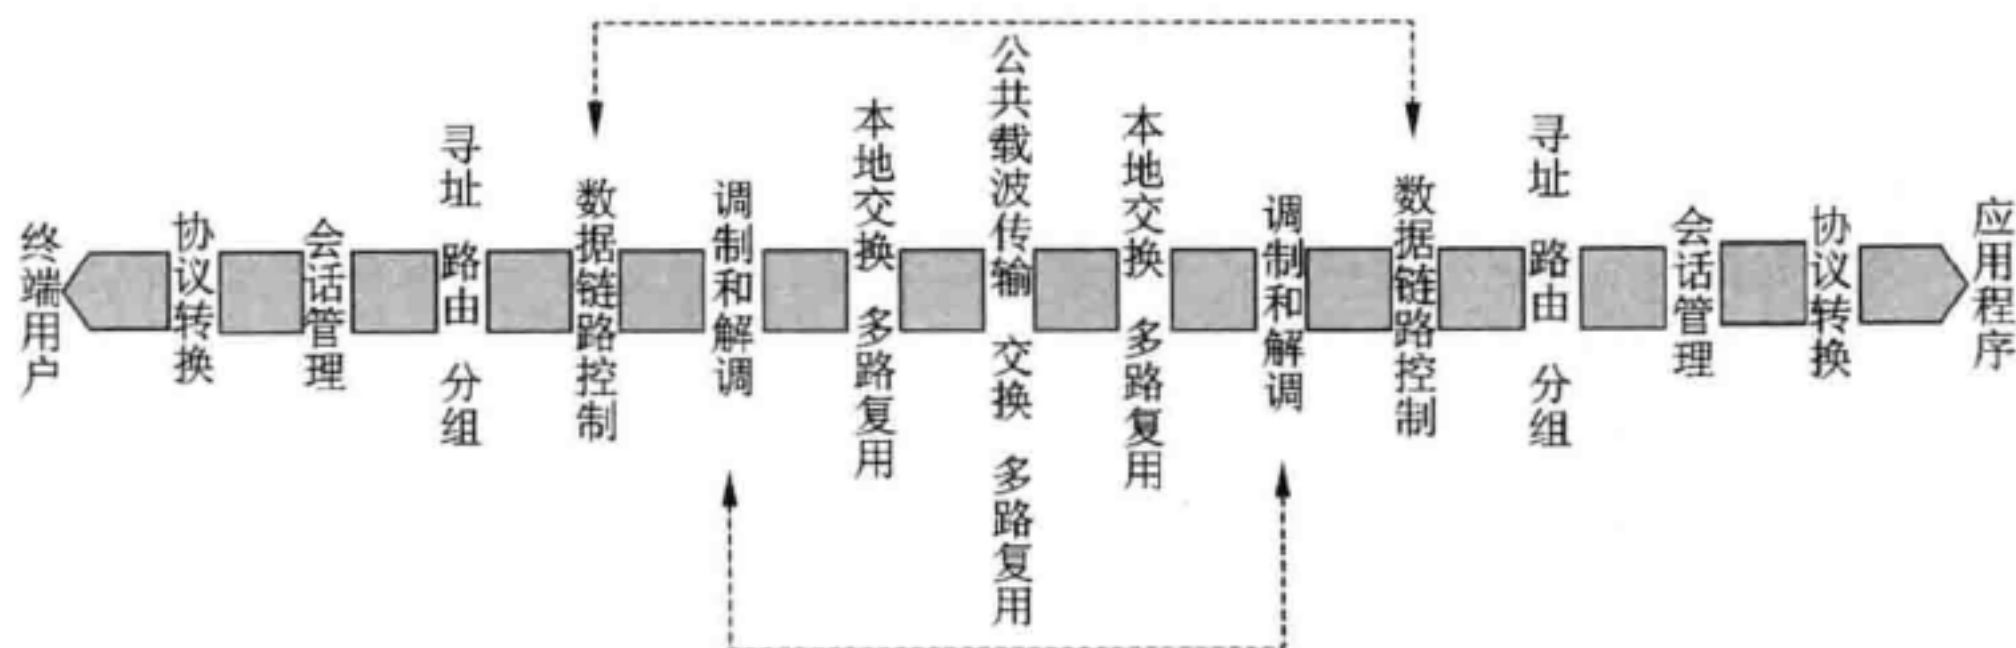 终端用户
协议转换
会话管理
寻址 路由 分组
数据链路控制
调制和解调
本地交换 多路复用
公共载波传输 交换 多路复用
本地交换 多路复用
调制和解调
数据链路控制
寻址 路由 分组
会话管理
协议转换
应用程序